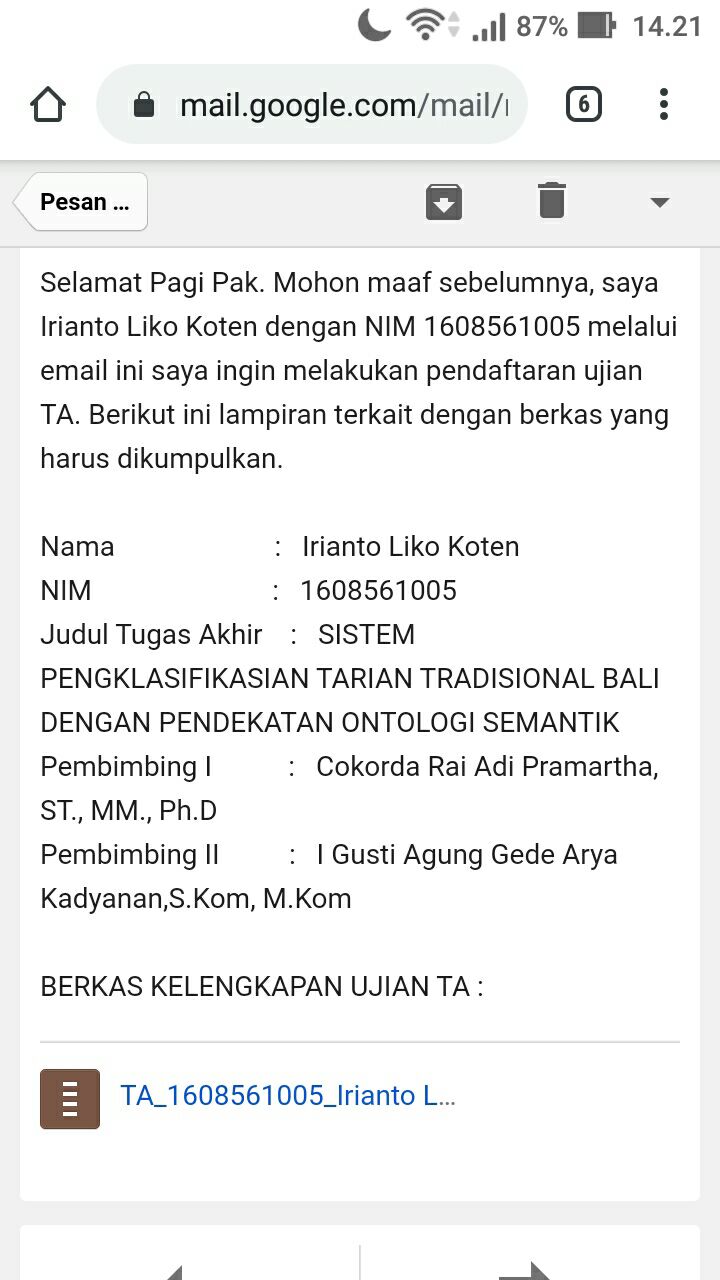 87% 14.21
mail.google.com/mail/
6
Pesan ...
Selamat Pagi Pak. Mohon maaf sebelumnya, saya
Irianto Liko Koten dengan NIM 1608561005 melalui
email ini saya ingin melakukan pendaftaran ujian
TA. Berikut ini lampiran terkait dengan berkas yang
harus dikumpulkan.
Nama : Irianto Liko Koten
NIM : 1608561005
Judul Tugas Akhir : SISTEM
PENGKLASIFIKASIAN TARIAN TRADISIONAL BALI
DENGAN PENDEKATAN ONTOLOGI SEMANTIK
Pembimbing I : Cokorda Rai Adi Pramartha,
ST., MM., Ph.D
Pembimbing II : I Gusti Agung Gede Arya
Kadyanan,S.Kom, M.Kom
BERKAS KELENGKAPAN UJIAN TA :
TA_1608561005_Irianto L...